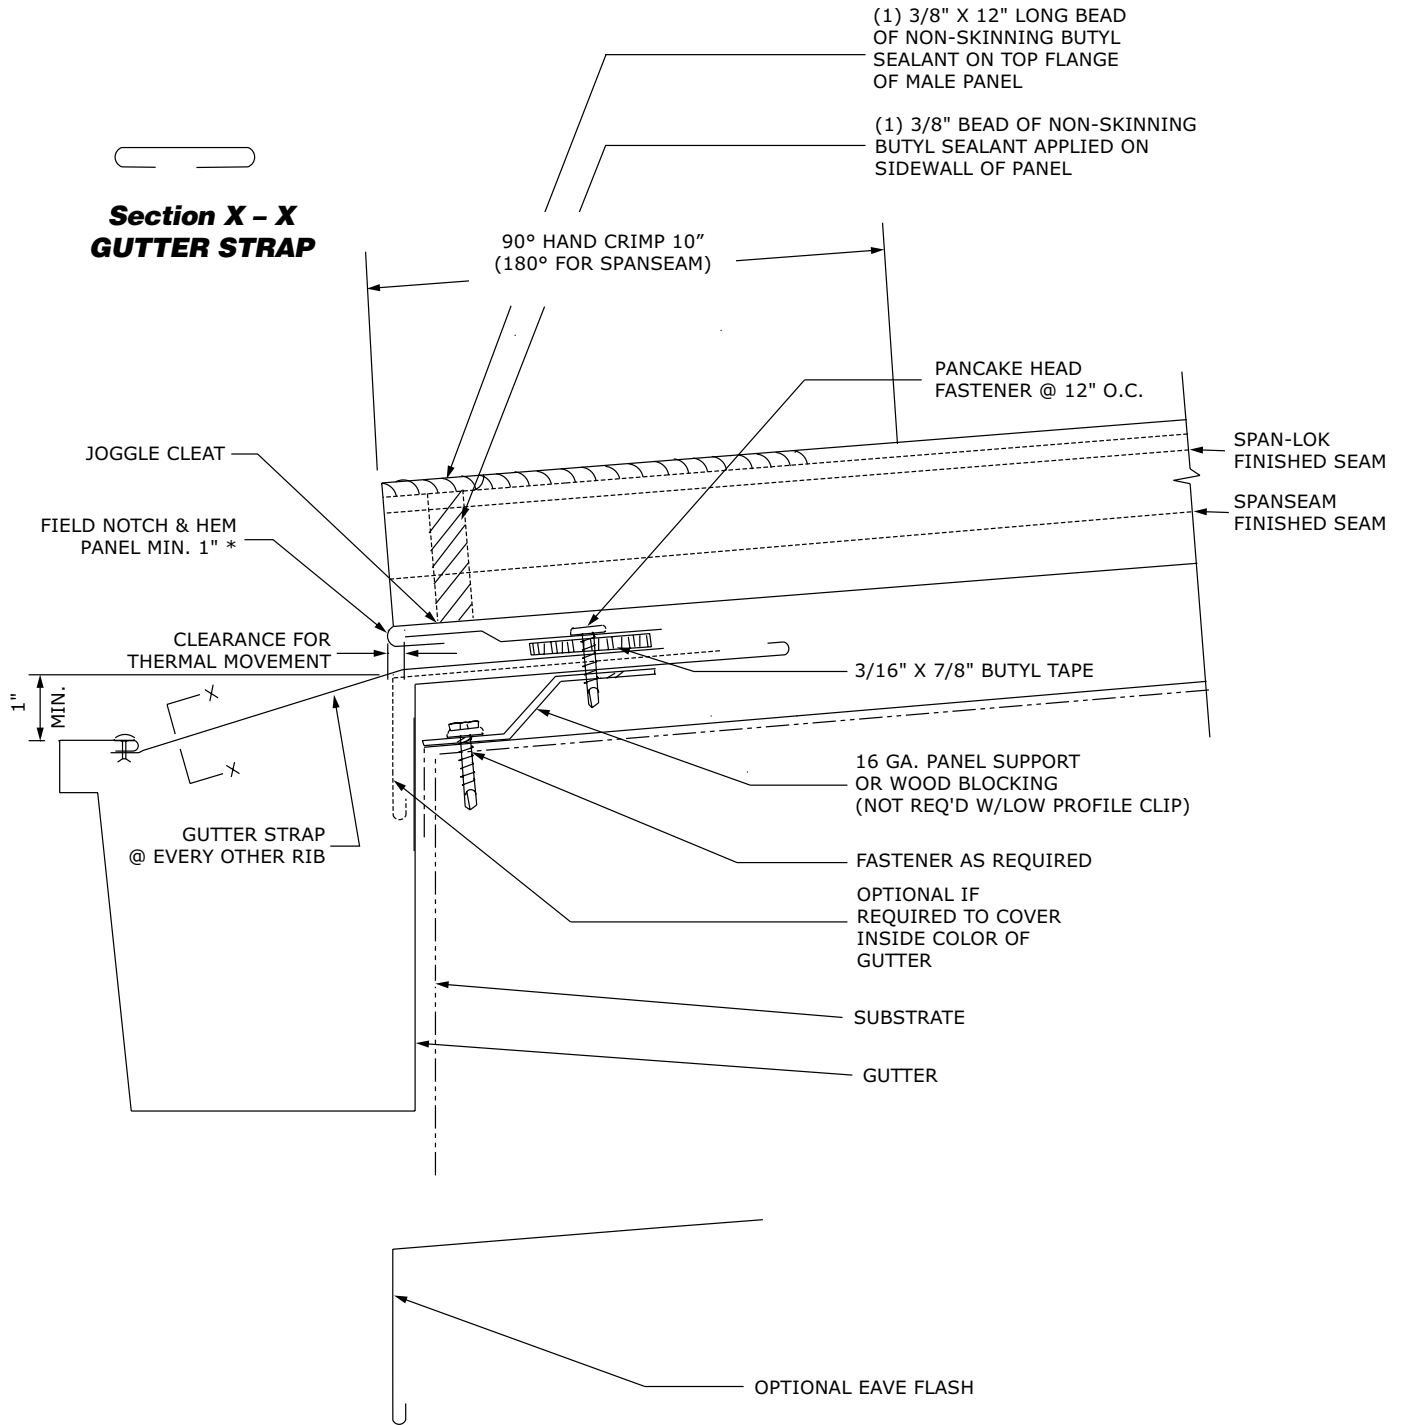 (1) 3/8" X 12" LONG BEAD
OF NON-SKINNING BUTYL
SEALANT ON TOP FLANGE
OF MALE PANEL
(1) 3/8" BEAD OF NON-SKINNING
BUTYL SEALANT APPLIED ON
SIDEWALL OF PANEL
Section X – X
GUTTER STRAP
90° HAND CRIMP 10”
(180° FOR SPANSEAM)
PANCAKE HEAD
FASTENER @ 12" O.C.
JOGGLE CLEAT
SPAN-LOK
FINISHED SEAM
SPANSEAM
FINISHED SEAM
FIELD NOTCH & HEM
PANEL MIN. 1" *
CLEARANCE FOR
THERMAL MOVEMENT
1"
MIN.
X
X
3/16" X 7/8" BUTYL TAPE
16 GA. PANEL SUPPORT
OR WOOD BLOCKING
(NOT REQ'D W/LOW PROFILE CLIP)
GUTTER STRAP
@ EVERY OTHER RIB
FASTENER AS REQUIRED
OPTIONAL IF
REQUIRED TO COVER
INSIDE COLOR OF
GUTTER
SUBSTRATE
GUTTER
OPTIONAL EAVE FLASH